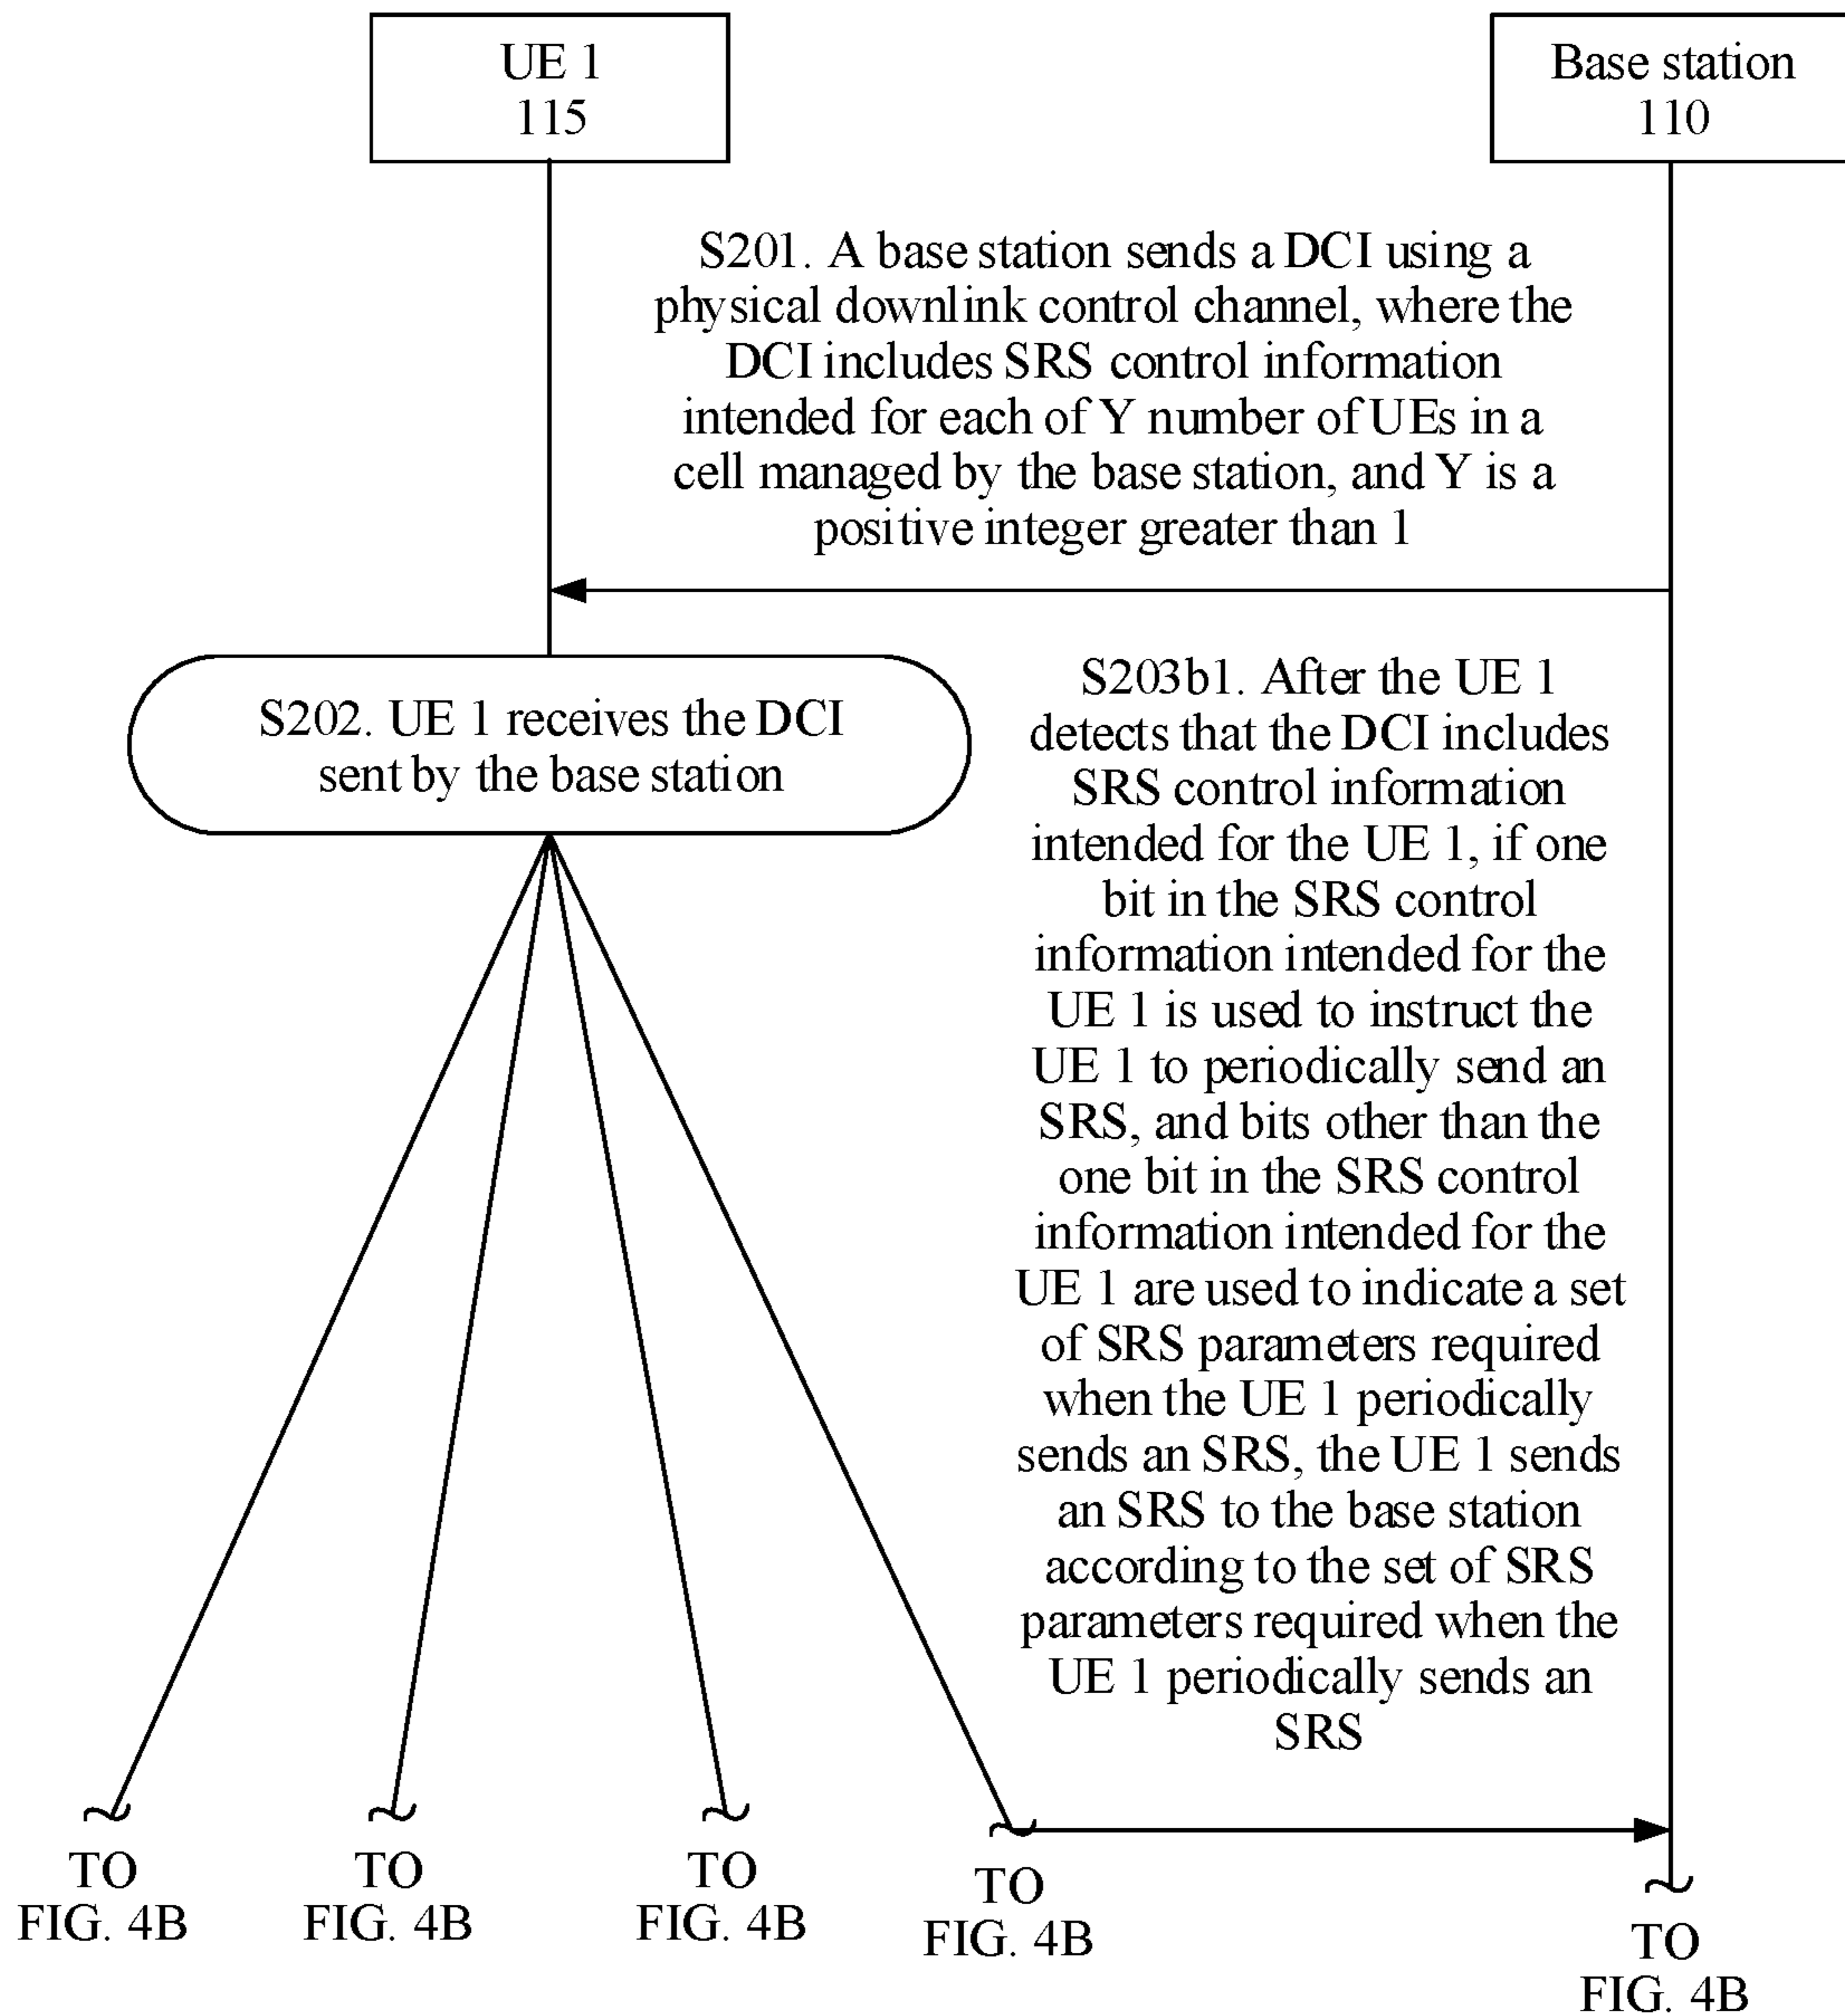 UE 1
115
Base station
110
S201. A base station sends a DCI using a
physical downlink control channel, where the
DCI includes SRS control information
intended for each of Y number of UEs in a
cell managed by the base station, and Y is a
positive integer greater than 1
S202. UE 1 receives the DCI
sent by the base station
S203b1. After the UE 1
detects that the DCI includes
SRS control information
intended for the UE 1, if one
bit in the SRS control
information intended for the
UE 1 is used to instruct the
UE 1 to periodically send an
SRS, and bits other than the
one bit in the SRS control
information intended for the
UE 1 are used to indicate a set
of SRS parameters required
when the UE 1 periodically
sends an SRS, the UE 1 sends
an SRS to the base station
according to the set of SRS
parameters required when the
UE 1 periodically sends an
SRS
TO
FIG. 4B
TO
FIG. 4B
TO
FIG. 4B
TO
FIG. 4B
TO
FIG. 4B